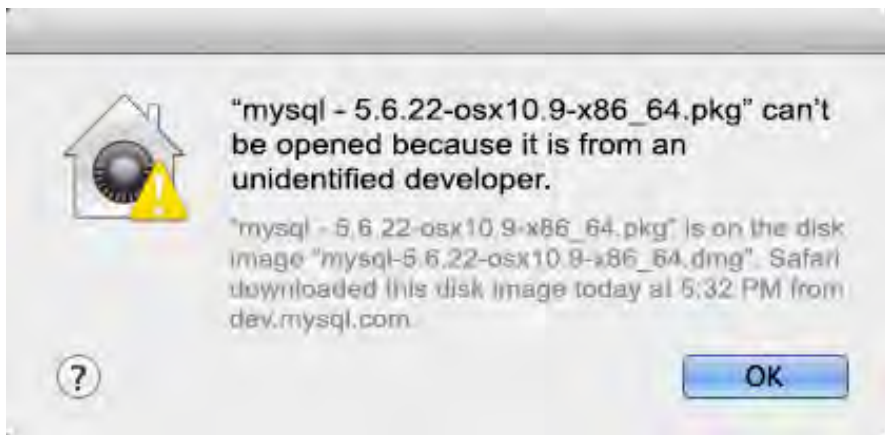 “mysql - 5.6.22-osx10.9-x86_64.pkg” can’t
be opened because it is from an
unidentified developer.
“mysql - 5.6.22-osx10.9-x86_64.pkg” is on the disk
image “mysql-5.6.22-osx10.9-x86_64.dmg”. Safari
downloaded this disk image today at 5:32 PM from
dev.mysql.com.
?
OK